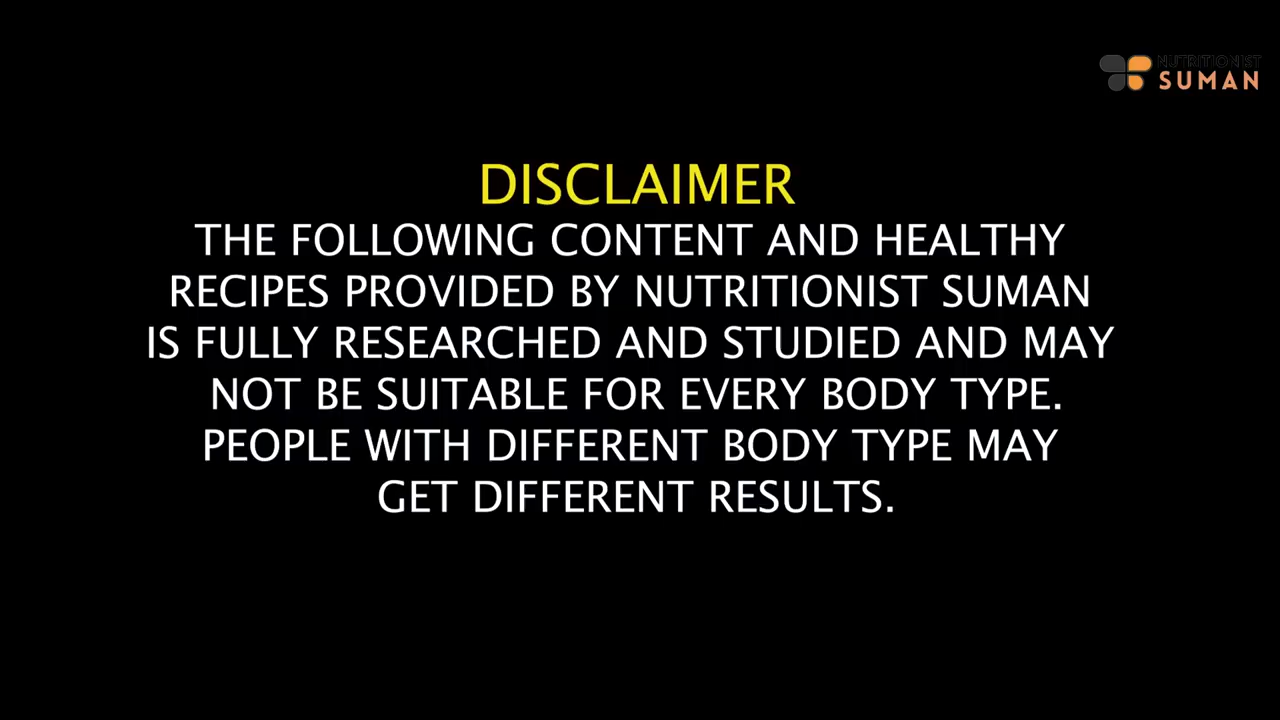 NUTRITIONIST
SUMAN
DISCLAIMER
THE FOLLOWING CONTENT AND HEALTHY
RECIPES PROVIDED BY NUTRITIONIST SUMAN
IS FULLY RESEARCHED AND STUDIED AND MAY
NOT BE SUITABLE FOR EVERY BODY TYPE.
PEOPLE WITH DIFFERENT BODY TYPE MAY
GET DIFFERENT RESULTS.